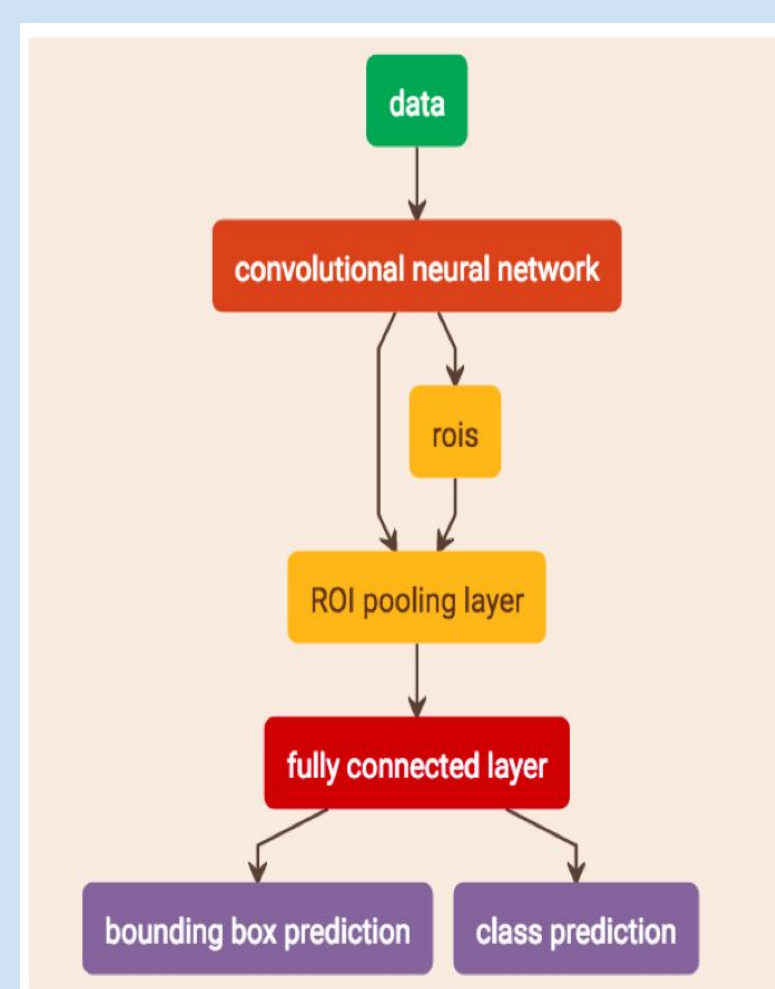 data
convolutional neural network
rois
ROI pooling layer
fully connected layer
bounding box prediction
class prediction